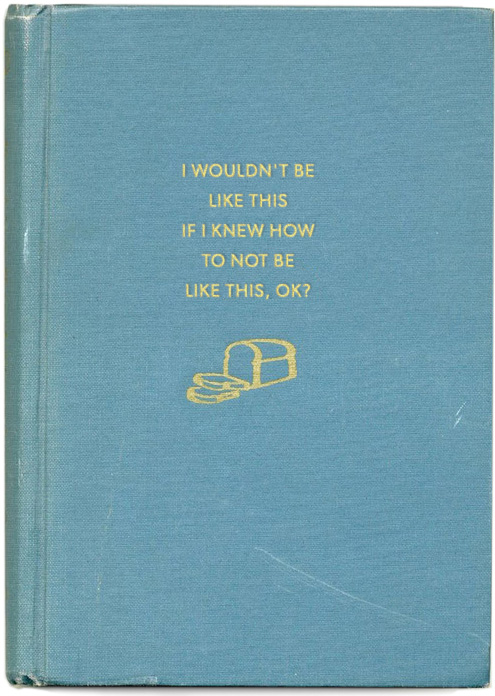 I WOULDN'T BE
LIKE THIS
IF I KNEW HOW
TO NOT BE
LIKE THIS, OK?